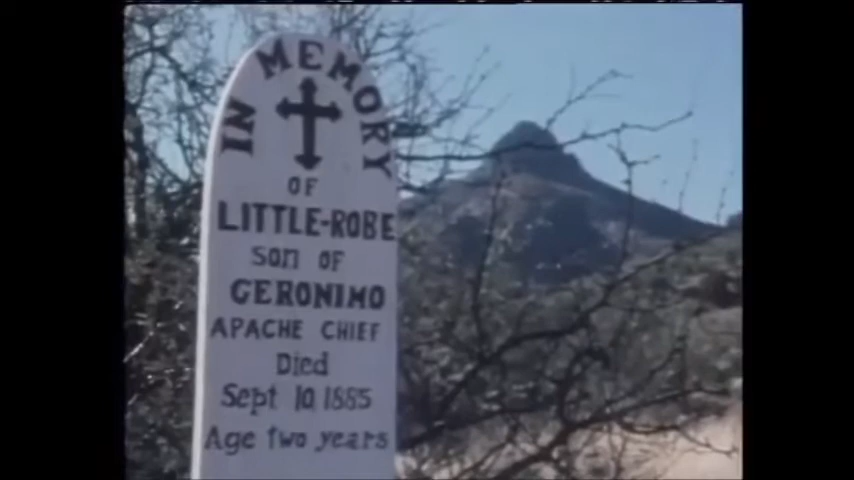 IN MEMORY
OF
LITTLE-ROBE
son OF
GERONIMO
APACHE CHIEF
Died
Sept 10, 1885
Age two years